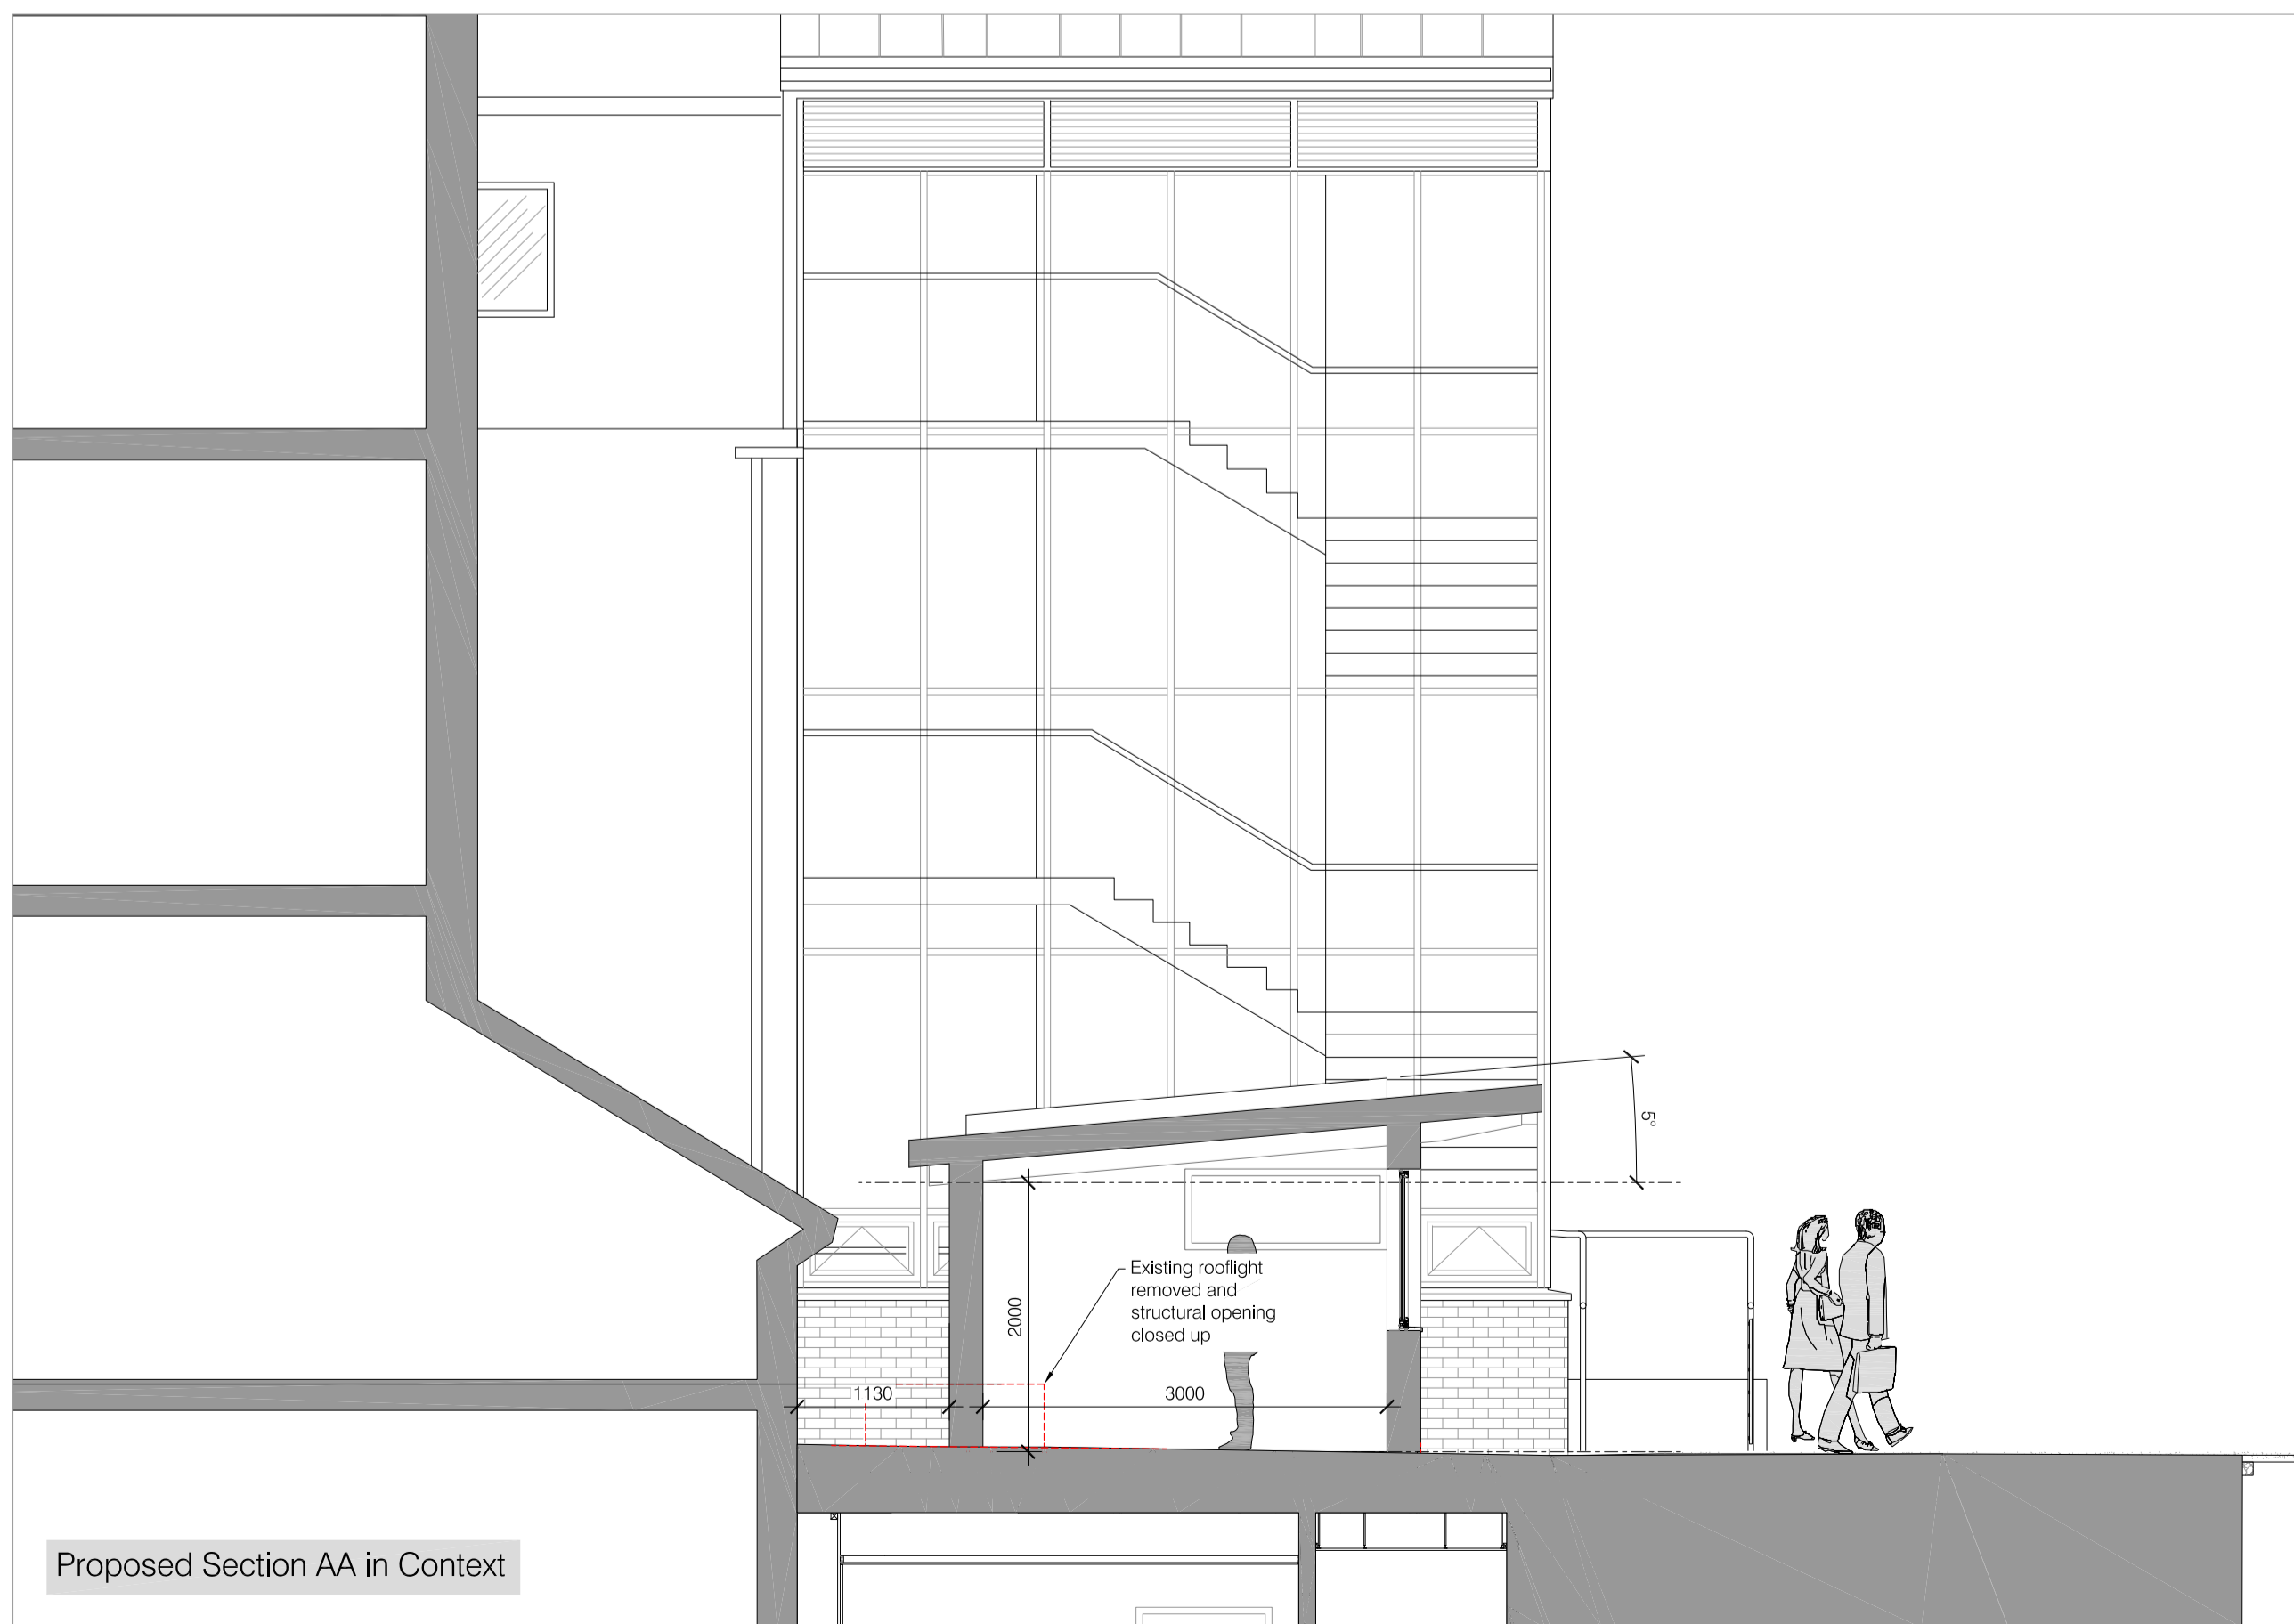 5°
Existing rooflight
removed and
structural opening
closed up
2000
1130
3000
Proposed Section AA in Context